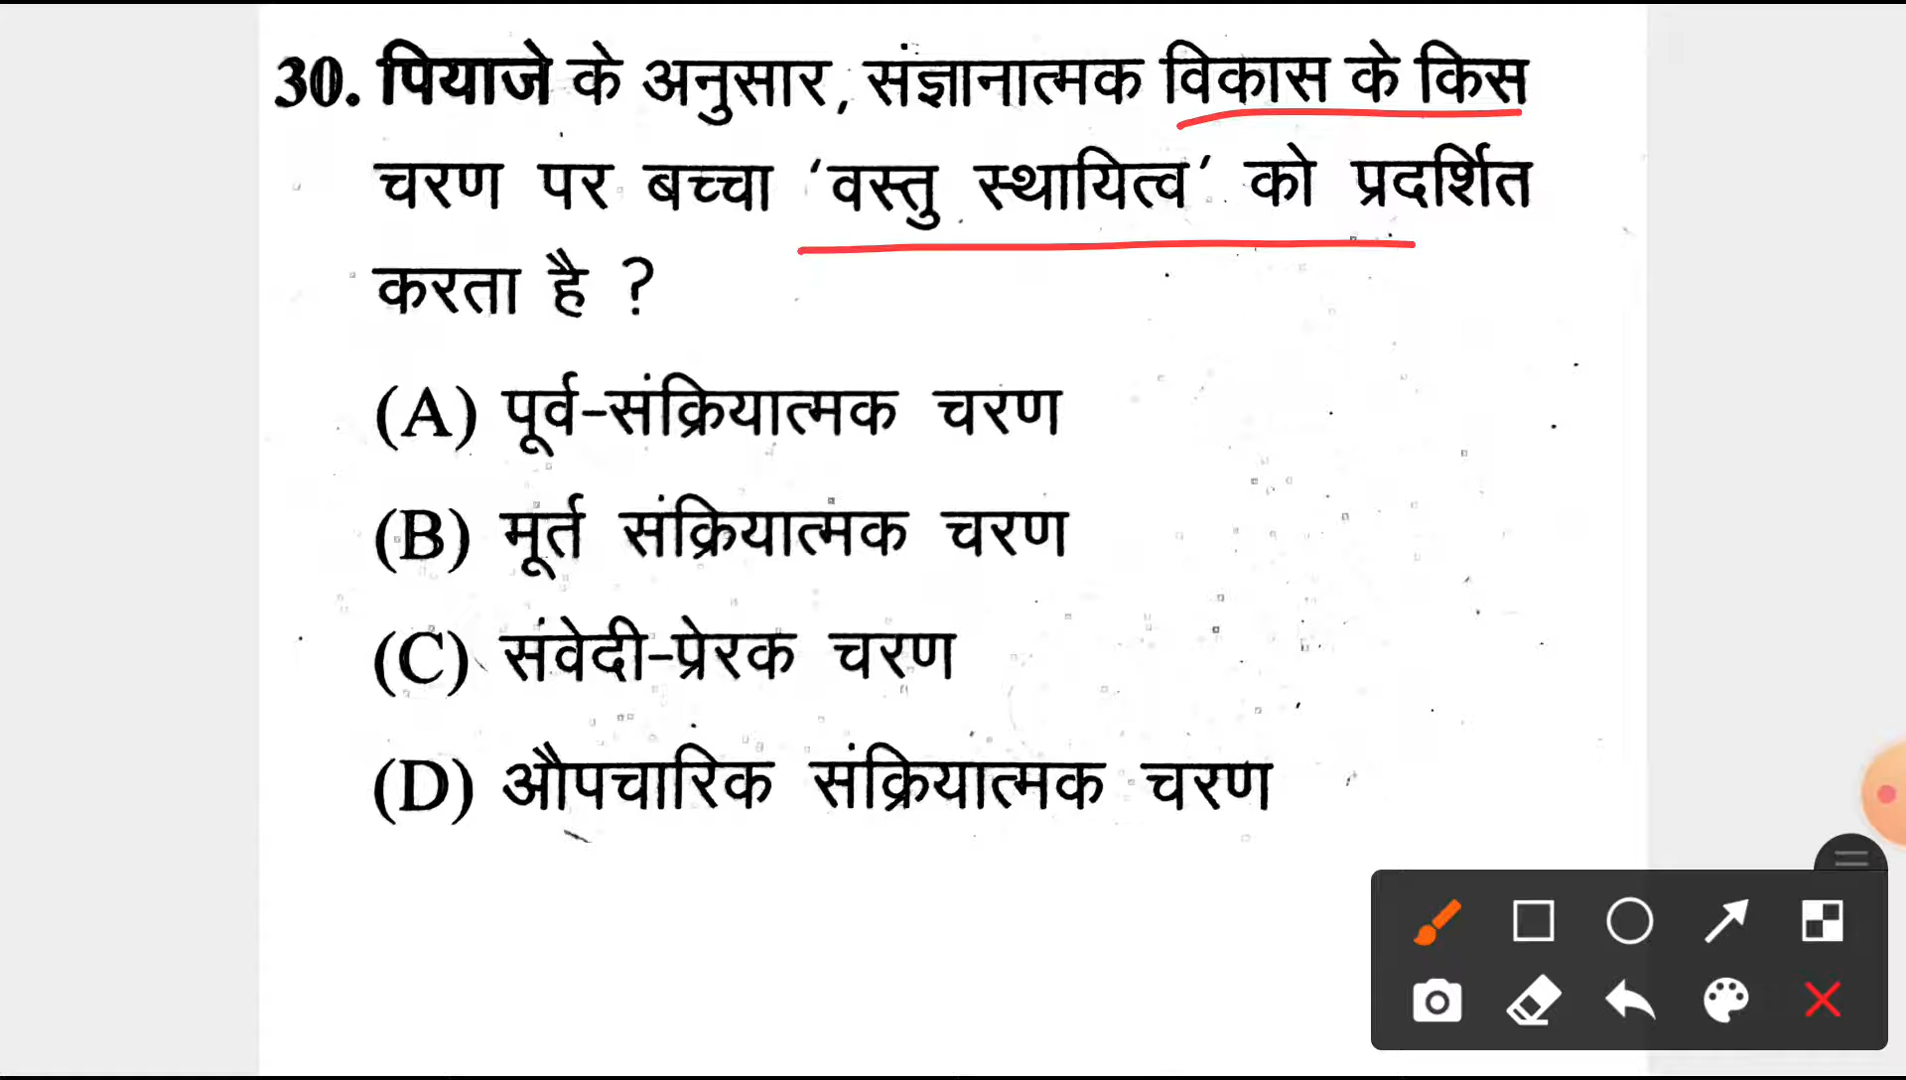 30. पियाजे के अनुसार, संज्ञानात्मक विकास के किस
चरण पर बच्चा ‘वस्तु स्थायित्व’ को प्रदर्शित
करता है ?
(A) पूर्व-संक्रियात्मक चरण
(B) मूर्त संक्रियात्मक चरण
(C) संवेदी-प्रेरक चरण
(D) औपचारिक संक्रियात्मक चरण